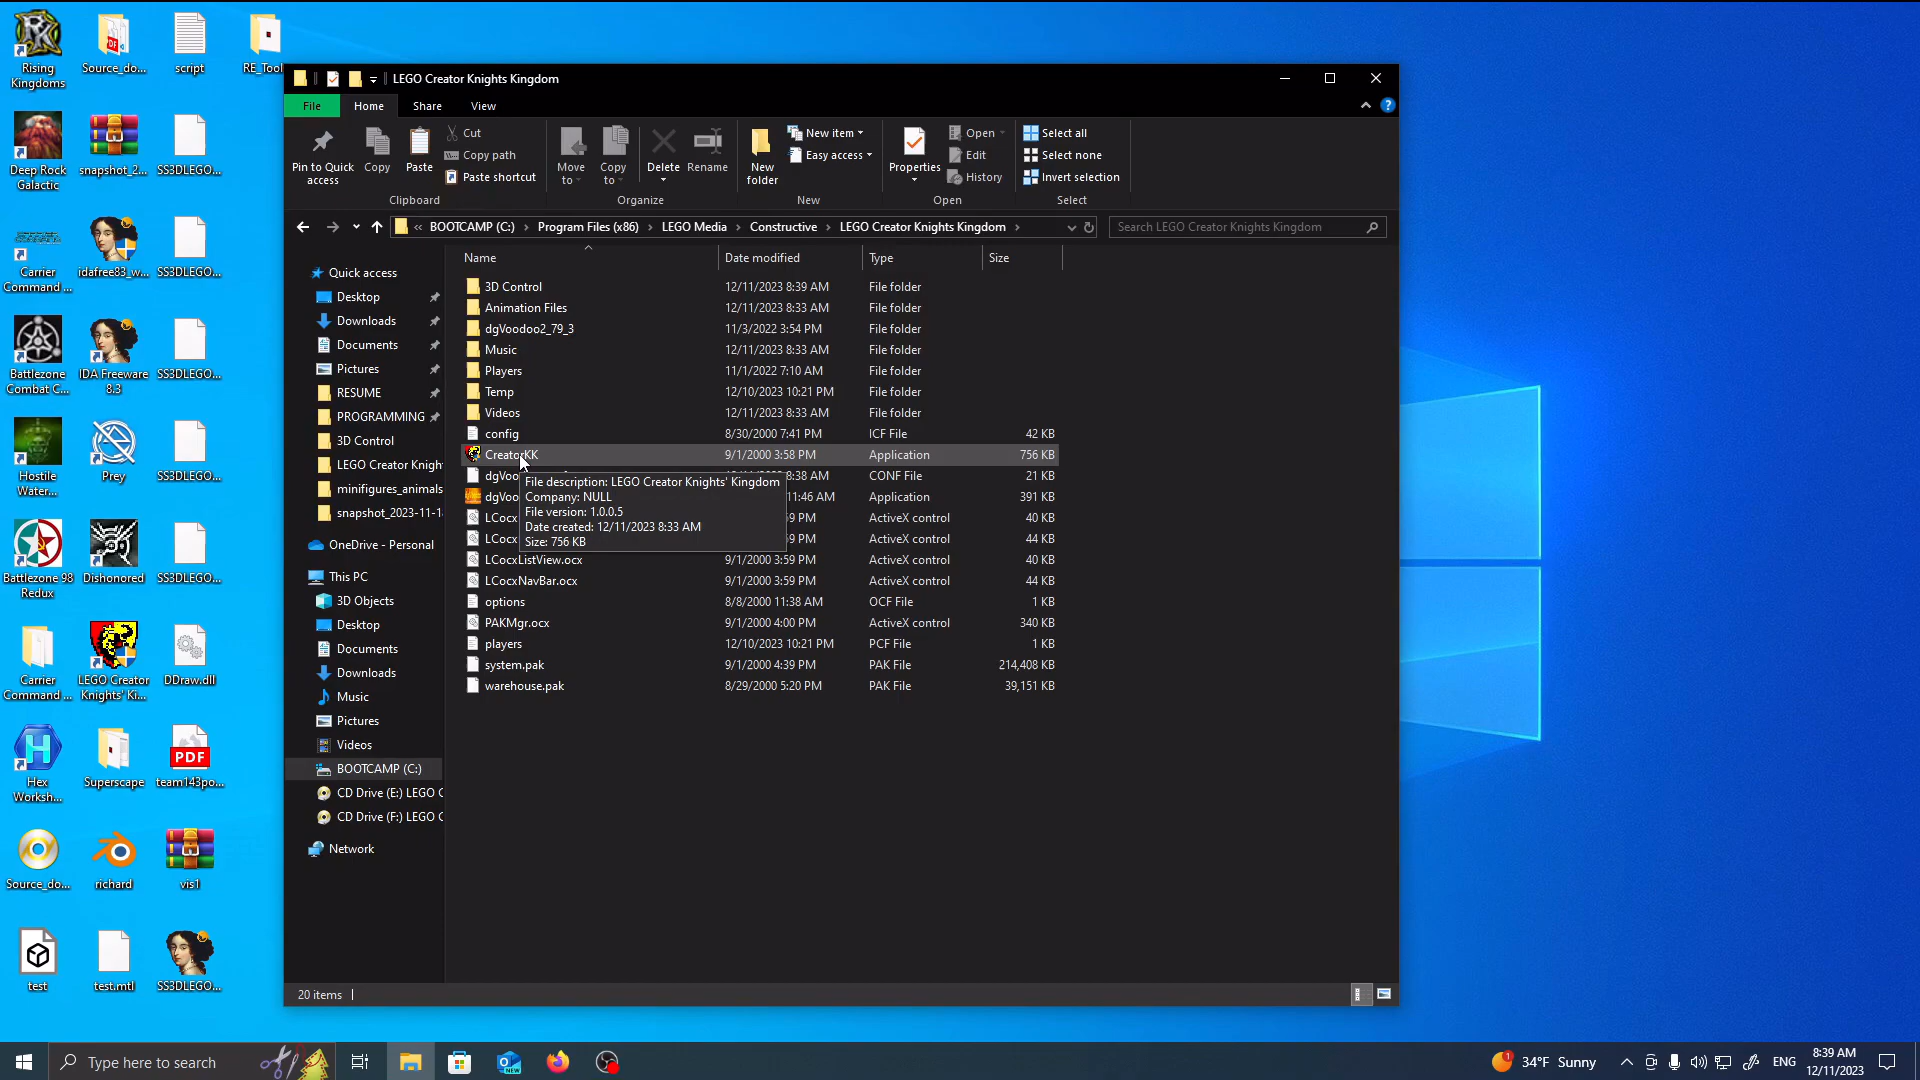 Rising
Kingdoms
Source_do...
script
RE_Tool
Deep Rock
Galactic
snapshot_2...
SS3DLEGO...
Carrier
Command ...
idafree83_w...
SS3DLEGO...
Battlezone
Combat C...
IDA Freeware
8.3
SS3DLEGO...
Hostile
Water...
Prey
SS3DLEGO...
Battlezone 98
Redux
Dishonored
SS3DLEGO...
Carrier
Command ...
LEGO Creator
Knights' Ki...
DDraw.dll
Hex
Worksh...
Superscape
PDF
team143po...
Source_do...
richard
vis1
test
test.mtl
SS3DLEGO...
LEGO Creator Knights Kingdom
File Home Share View
Pin to Quick
access
Copy
Paste
Cut
Copy path
Paste shortcut
Clipboard
Move
to
Copy
to
Delete
Rename
Organize
New
folder
New item
Easy access
New
Properties
Open
Edit
History
Open
Select all
Select none
Invert selection
Select
« BOOTCAMP (C:) › Program Files (x86) › LEGO Media › Constructive › LEGO Creator Knights Kingdom ›
Search LEGO Creator Knights Kingdom
Quick access
Desktop
Downloads
Documents
Pictures
RESUME
PROGRAMMING
3D Control
LEGO Creator Knigh
minifigures_animals
snapshot_2023-11-1
OneDrive - Personal
This PC
3D Objects
Desktop
Documents
Downloads
Music
Pictures
Videos
BOOTCAMP (C:)
CD Drive (E:) LEGO C
CD Drive (F:) LEGO C
Network
Name Date modified Type Size
3D Control 12/11/2023 8:39 AM File folder
Animation Files 12/11/2023 8:33 AM File folder
dgVoodoo2_79_3 11/3/2022 3:54 PM File folder
Music 12/11/2023 8:33 AM File folder
Players 11/1/2022 7:10 AM File folder
Temp 12/10/2023 10:21 PM File folder
Videos 12/11/2023 8:33 AM File folder
config 8/30/2000 7:41 PM ICF File 42 KB
CreatorKK 9/1/2000 3:58 PM Application 756 KB
dgVoo 8:38 AM CONF File 21 KB
dgVoo 11:46 AM Application 391 KB
LCocx PM ActiveX control 40 KB
LCocx PM ActiveX control 44 KB
LCocxListView.ocx 9/1/2000 3:59 PM ActiveX control 40 KB
LCocxNavBar.ocx 9/1/2000 3:59 PM ActiveX control 44 KB
options 8/8/2000 11:38 AM OCF File 1 KB
PAKMgr.ocx 9/1/2000 4:00 PM ActiveX control 340 KB
players 12/10/2023 10:21 PM PCF File 1 KB
system.pak 9/1/2000 4:39 PM PAK File 214,408 KB
warehouse.pak 8/29/2000 5:20 PM PAK File 39,151 KB
File description: LEGO Creator Knights' Kingdom
Company: NULL
File version: 1.0.0.5
Date created: 12/11/2023 8:33 AM
Size: 756 KB
20 items
Type here to search
NEW
1
34°F Sunny
ENG
8:39 AM
12/11/2023